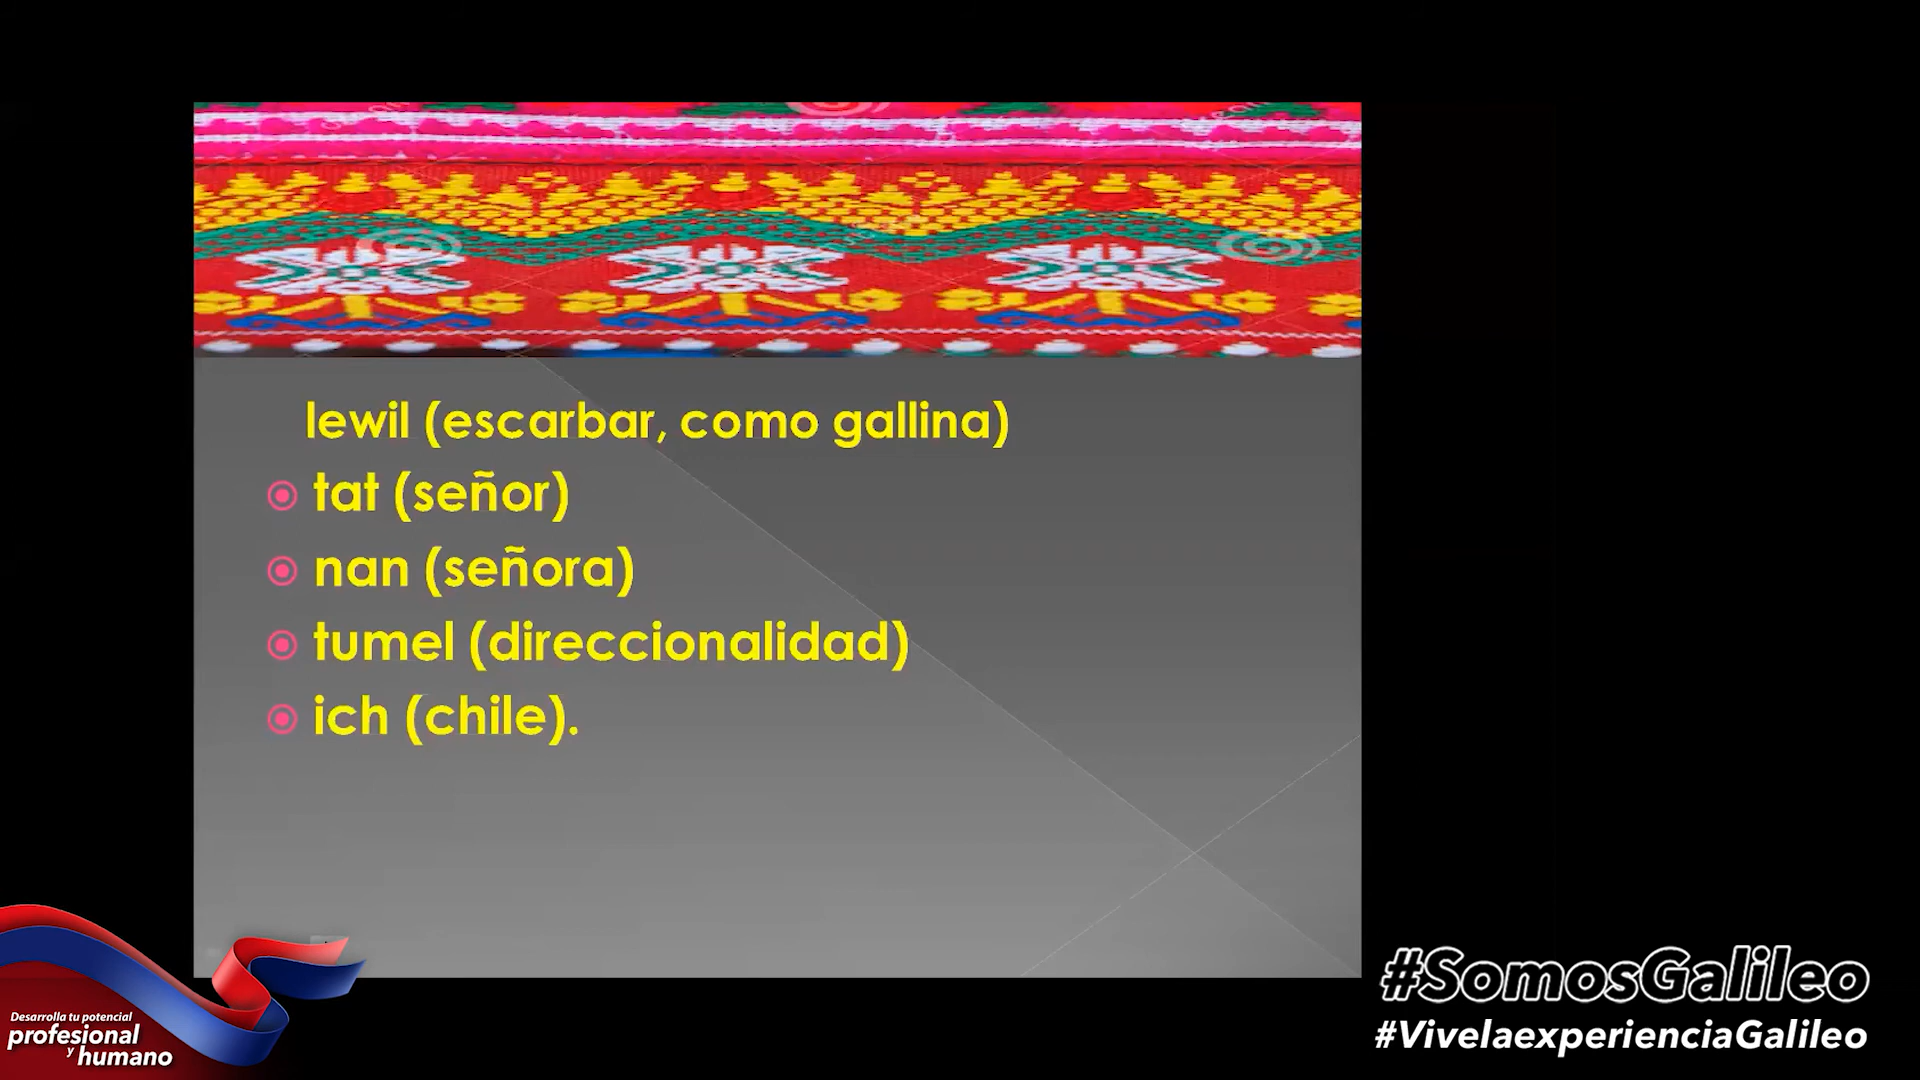 lewil (escarbar, como gallina)
tat (señor)
nan (señora)
tumel (direccionalidad)
ich (chile).
Desarrolla tu potencial
profesional
y humano
#SomosGalileo
#VivelaexperienciaGalileo